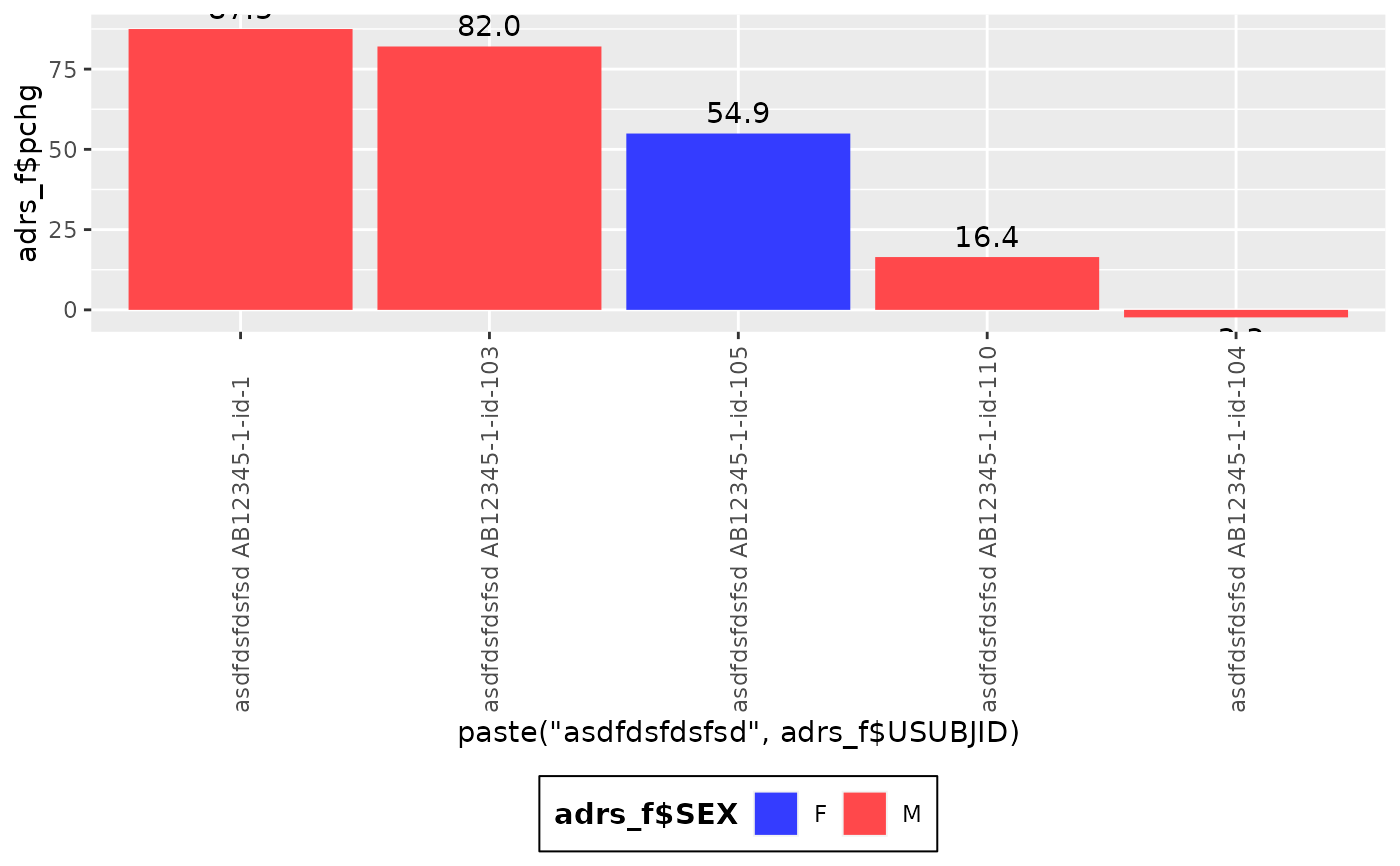 82.0
54.9
16.4
adrs_f$pchg
75
50
25
0
asdfdsfdsfsd AB12345-1-id-1
asdfdsfdsfsd AB12345-1-id-103
asdfdsfdsfsd AB12345-1-id-105
asdfdsfdsfsd AB12345-1-id-110
asdfdsfdsfsd AB12345-1-id-104
paste("asdfdsfdsfsd", adrs_f$USUBJID)
adrs_f$SEX F M